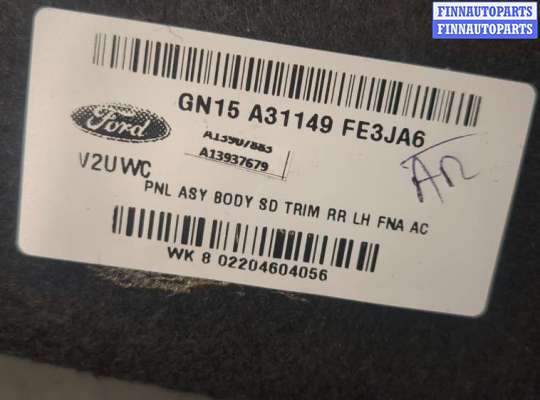 FINNAUTOPARTS
FINNAUTOPARTS
GN15 A31149 FE3JA6
Ford
A13907883
A13937679
V2UWC
PNL ASY BODY SD TRIM RR LH FNA AC
WK 8 02204604056